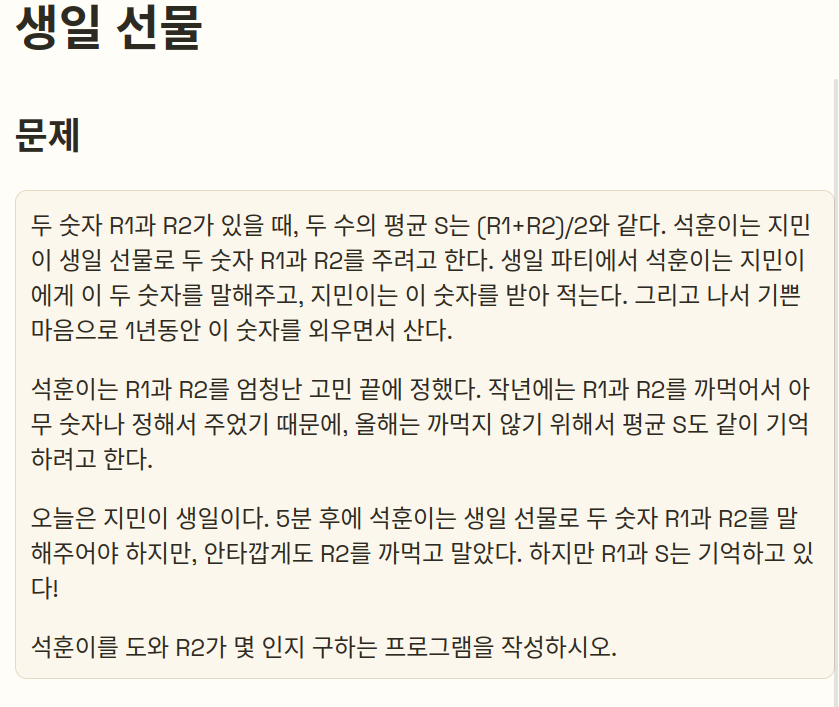 생일 선물
문제
두 숫자 R1과 R2가 있을 때, 두 수의 평균 S는 (R1+R2)/2와 같다. 석훈이는 지민
이 생일 선물로 두 숫자 R1과 R2를 주려고 한다. 생일 파티에서 석훈이는 지민이
에게 이 두 숫자를 말해주고, 지민이는 이 숫자를 받아 적는다. 그리고 나서 기쁜
마음으로 1년동안 이 숫자를 외우면서 산다.
석훈이는 R1과 R2를 엄청난 고민 끝에 정했다. 작년에는 R1과 R2를 까먹어서 아
무 숫자나 정해서 주었기 때문에, 올해는 까먹지 않기 위해서 평균 S도 같이 기억
하려고 한다.
오늘은 지민이 생일이다. 5분 후에 석훈이는 생일 선물로 두 숫자 R1과 R2를 말
해주어야 하지만, 안타깝게도 R2를 까먹고 말았다. 하지만 R1과 S는 기억하고 있
다!
석훈이를 도와 R2가 몇 인지 구하는 프로그램을 작성하시오.